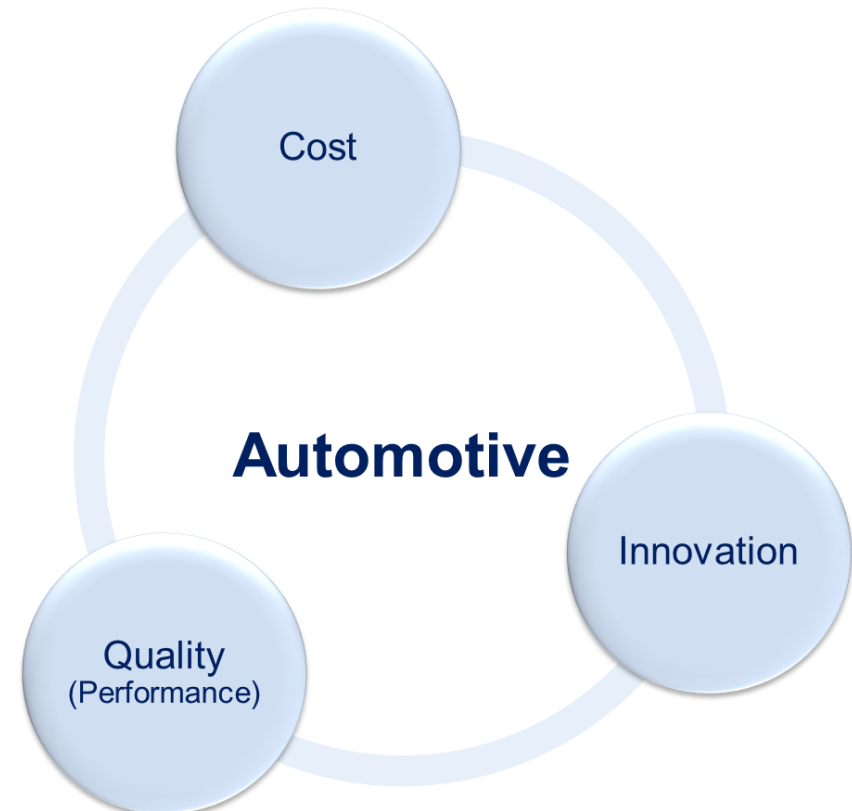 Cost
Automotive
Innovation
Quality
(Performance)